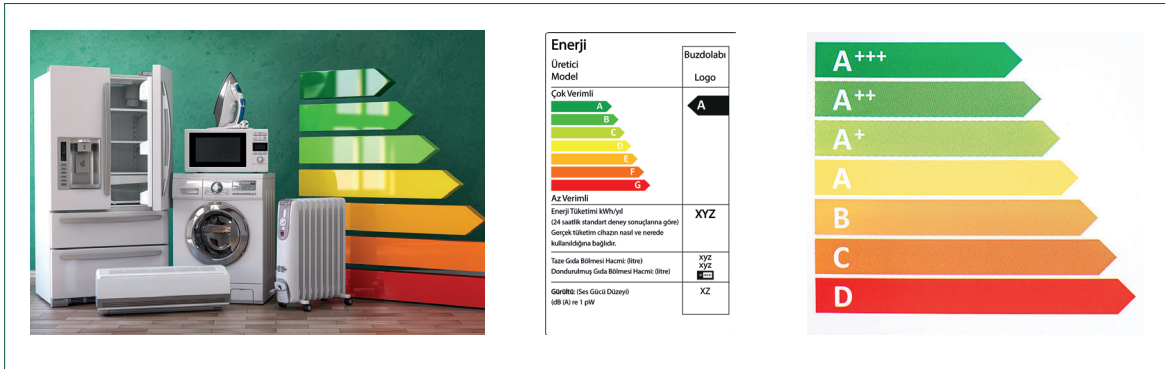 Enerji
Üretici
Model
Buzdolabı
Logo
Çok Verimli
A
B
C
D
E
F
G
A
Az Verimli
Enerji Tüketimi kWh/yıl
(24 saatlik standart deney sonuçlarına göre)
Gerçek tüketim cihazın nasıl ve nerede
kullanıldığına bağlıdır.
XYZ
Taze Gıda Bölmesi Hacmi: (litre)
Dondurulmuş Gıda Bölmesi Hacmi: (litre)
xyz
xyz
Gürültü: (Ses Gücü Düzeyi)
(dB (A) re 1 pW
XZ
A+++
A++
A+
A
B
C
D